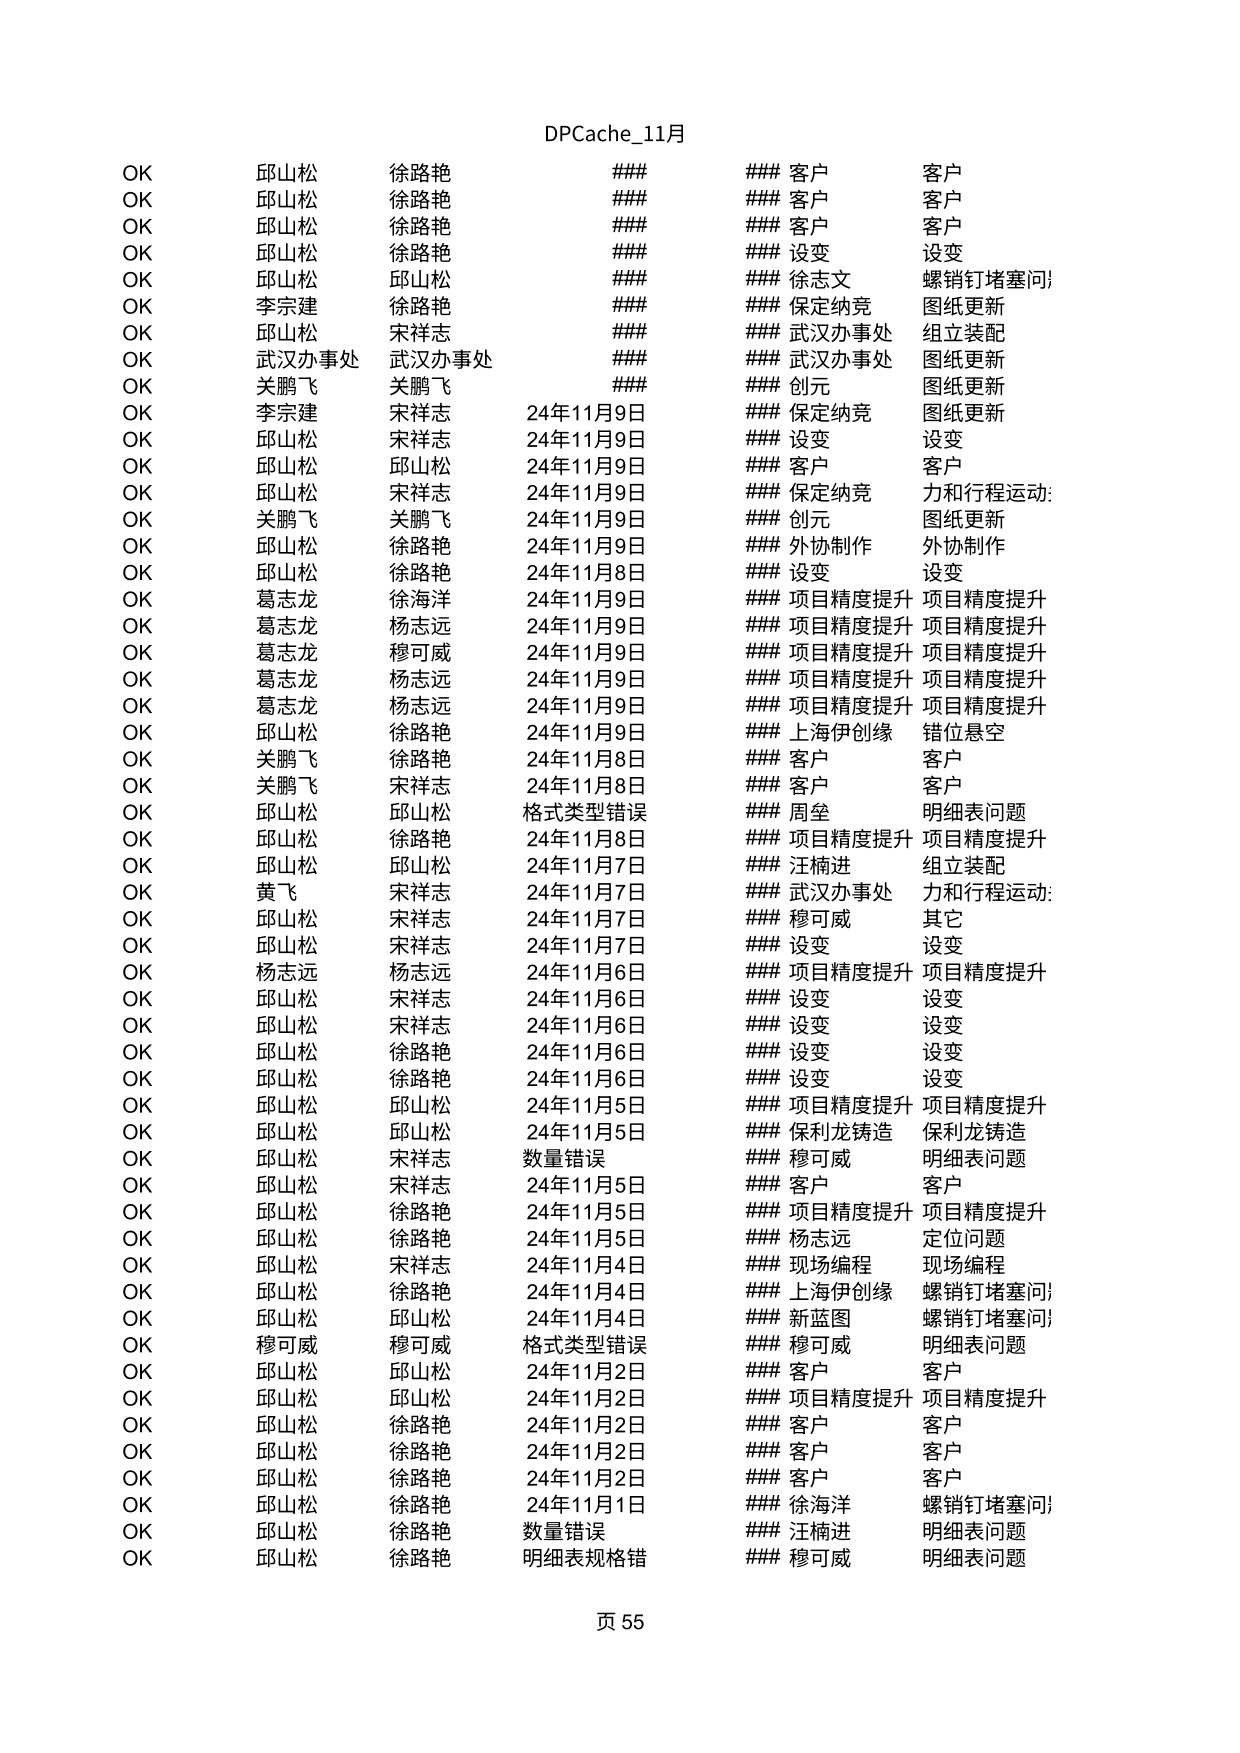 DPCache_11月
OK 邱山松 徐路艳 ### ### 客户 客户
OK 邱山松 徐路艳 ### ### 客户 客户
OK 邱山松 徐路艳 ### ### 客户 客户
OK 邱山松 徐路艳 ### ### 设变 设变
OK 邱山松 邱山松 ### ### 徐志文 螺销钉堵塞问
OK 李宗建 徐路艳 ### ### 保定纳竞 图纸更新
OK 邱山松 宋祥志 ### ### 武汉办事处 组立装配
OK 武汉办事处 武汉办事处 ### ### 武汉办事处 图纸更新
OK 关鹏飞 关鹏飞 ### ### 创元 图纸更新
OK 李宗建 宋祥志 24年11月9日 ### 保定纳竞 图纸更新
OK 邱山松 宋祥志 24年11月9日 ### 设变 设变
OK 邱山松 邱山松 24年11月9日 ### 客户 客户
OK 邱山松 宋祥志 24年11月9日 ### 保定纳竞 力和行程运动
OK 关鹏飞 关鹏飞 24年11月9日 ### 创元 图纸更新
OK 邱山松 徐路艳 24年11月9日 ### 外协制作 外协制作
OK 邱山松 徐路艳 24年11月8日 ### 设变 设变
OK 葛志龙 徐海洋 24年11月9日 ### 项目精度提升 项目精度提升
OK 葛志龙 杨志远 24年11月9日 ### 项目精度提升 项目精度提升
OK 葛志龙 穆可威 24年11月9日 ### 项目精度提升 项目精度提升
OK 葛志龙 杨志远 24年11月9日 ### 项目精度提升 项目精度提升
OK 葛志龙 杨志远 24年11月9日 ### 项目精度提升 项目精度提升
OK 邱山松 徐路艳 24年11月9日 ### 上海伊创缘 错位悬空
OK 关鹏飞 徐路艳 24年11月8日 ### 客户 客户
OK 关鹏飞 宋祥志 24年11月8日 ### 客户 客户
OK 邱山松 邱山松 格式类型错误 ### 周垒 明细表问题
OK 邱山松 徐路艳 24年11月8日 ### 项目精度提升 项目精度提升
OK 邱山松 邱山松 24年11月7日 ### 汪楠进 组立装配
OK 黄飞 宋祥志 24年11月7日 ### 武汉办事处 力和行程运动
OK 邱山松 宋祥志 24年11月7日 ### 穆可威 其它
OK 邱山松 宋祥志 24年11月7日 ### 设变 设变
OK 杨志远 杨志远 24年11月6日 ### 项目精度提升 项目精度提升
OK 邱山松 宋祥志 24年11月6日 ### 设变 设变
OK 邱山松 宋祥志 24年11月6日 ### 设变 设变
OK 邱山松 徐路艳 24年11月6日 ### 设变 设变
OK 邱山松 徐路艳 24年11月6日 ### 设变 设变
OK 邱山松 邱山松 24年11月5日 ### 项目精度提升 项目精度提升
OK 邱山松 邱山松 24年11月5日 ### 保利龙铸造 保利龙铸造
OK 邱山松 宋祥志 数量错误 ### 穆可威 明细表问题
OK 邱山松 宋祥志 24年11月5日 ### 客户 客户
OK 邱山松 徐路艳 24年11月5日 ### 项目精度提升 项目精度提升
OK 邱山松 徐路艳 24年11月5日 ### 杨志远 定位问题
OK 邱山松 宋祥志 24年11月4日 ### 现场编程 现场编程
OK 邱山松 徐路艳 24年11月4日 ### 上海伊创缘 螺销钉堵塞问
OK 邱山松 邱山松 24年11月4日 ### 新蓝图 螺销钉堵塞问
OK 穆可威 穆可威 格式类型错误 ### 穆可威 明细表问题
OK 邱山松 邱山松 24年11月2日 ### 客户 客户
OK 邱山松 邱山松 24年11月2日 ### 项目精度提升 项目精度提升
OK 邱山松 徐路艳 24年11月2日 ### 客户 客户
OK 邱山松 徐路艳 24年11月2日 ### 客户 客户
OK 邱山松 徐路艳 24年11月2日 ### 客户 客户
OK 邱山松 徐路艳 24年11月1日 ### 徐海洋 螺销钉堵塞问
OK 邱山松 徐路艳 数量错误 ### 汪楠进 明细表问题
OK 邱山松 徐路艳 明细表规格错 ### 穆可威 明细表问题
页 55